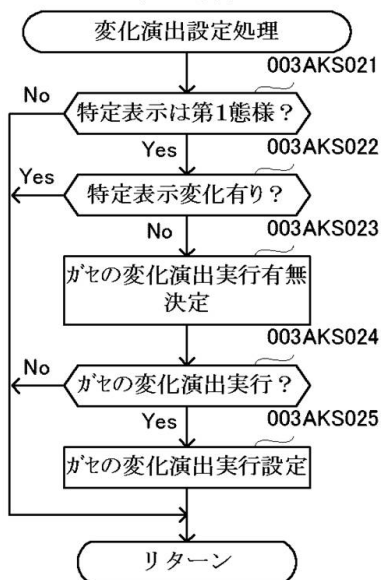 変化演出設定処理
003AKS021
No
特定表示は第1態様？
Yes
003AKS022
Yes
特定表示変化有り？
No
003AKS023
ガセの変化演出実行有無
決定
003AKS024
No
ガセの変化演出実行？
Yes
003AKS025
ガセの変化演出実行設定
リターン